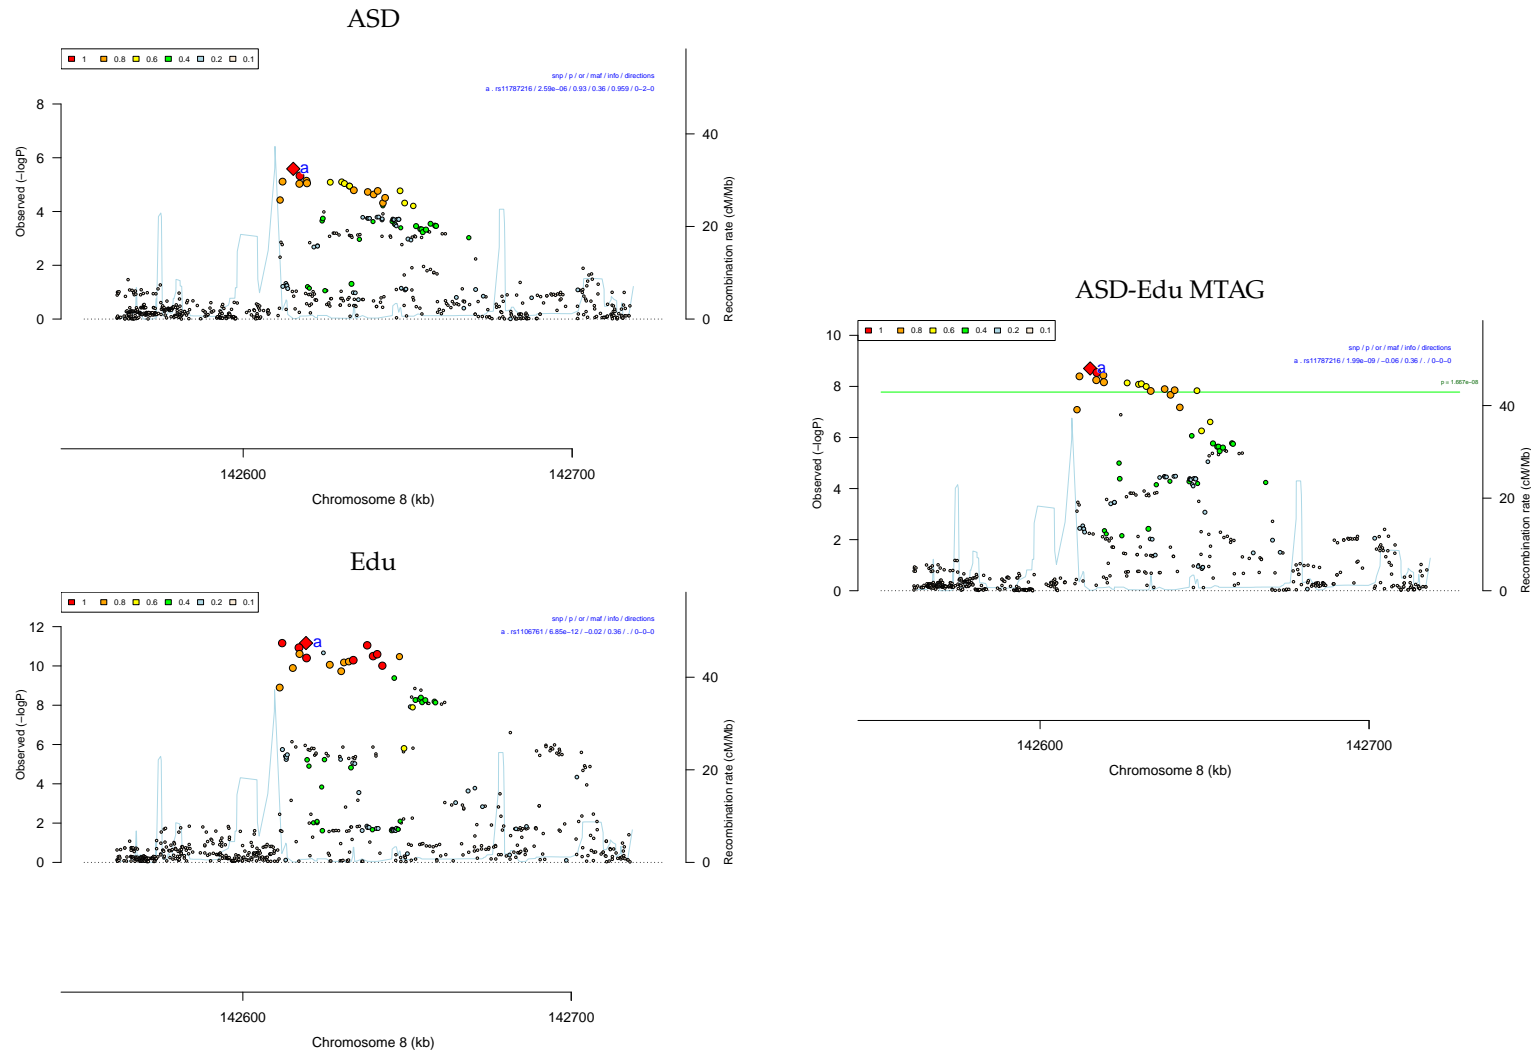 ASD
1 0.8 0.6 0.4 0.2 0.1
snp / p / or / maf / info / directions
a . rs11787216 / 2.59e−06 / 0.93 / 0.36 / 0.959 / 0−2−0
Observed (−logP)
0 2 4 6 8
Recombination rate (cM/Mb)
0 20 40
a
142600 142700
Chromosome 8 (kb)
Edu
1 0.8 0.6 0.4 0.2 0.1
snp / p / or / maf / info / directions
a . rs1106761 / 6.85e−12 / −0.02 / 0.36 / . / 0−0−0
Observed (−logP)
0 2 4 6 8 10 12
Recombination rate (cM/Mb)
0 20 40
a
142600 142700
Chromosome 8 (kb)
ASD-Edu MTAG
1 0.8 0.6 0.4 0.2 0.1
snp / p / or / maf / info / directions
a . rs11787216 / 1.99e−09 / −0.06 / 0.36 / . / 0−0−0
p = 1.667e−08
Observed (−logP)
0 2 4 6 8 10
Recombination rate (cM/Mb)
0 20 40
a
142600 142700
Chromosome 8 (kb)